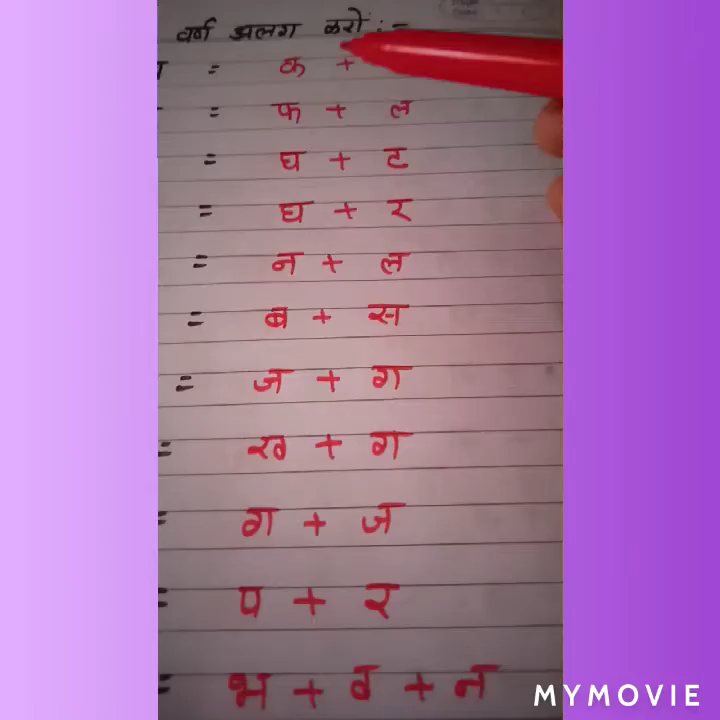 वर्ण अलग करो :-
= क +
= फ + ल
= घ + ट
= घ + र
= न + ल
= ब + स
= ज + ग
= ख + ग
= ग + ज
= प + र
= भ + व + न
MYMOVIE